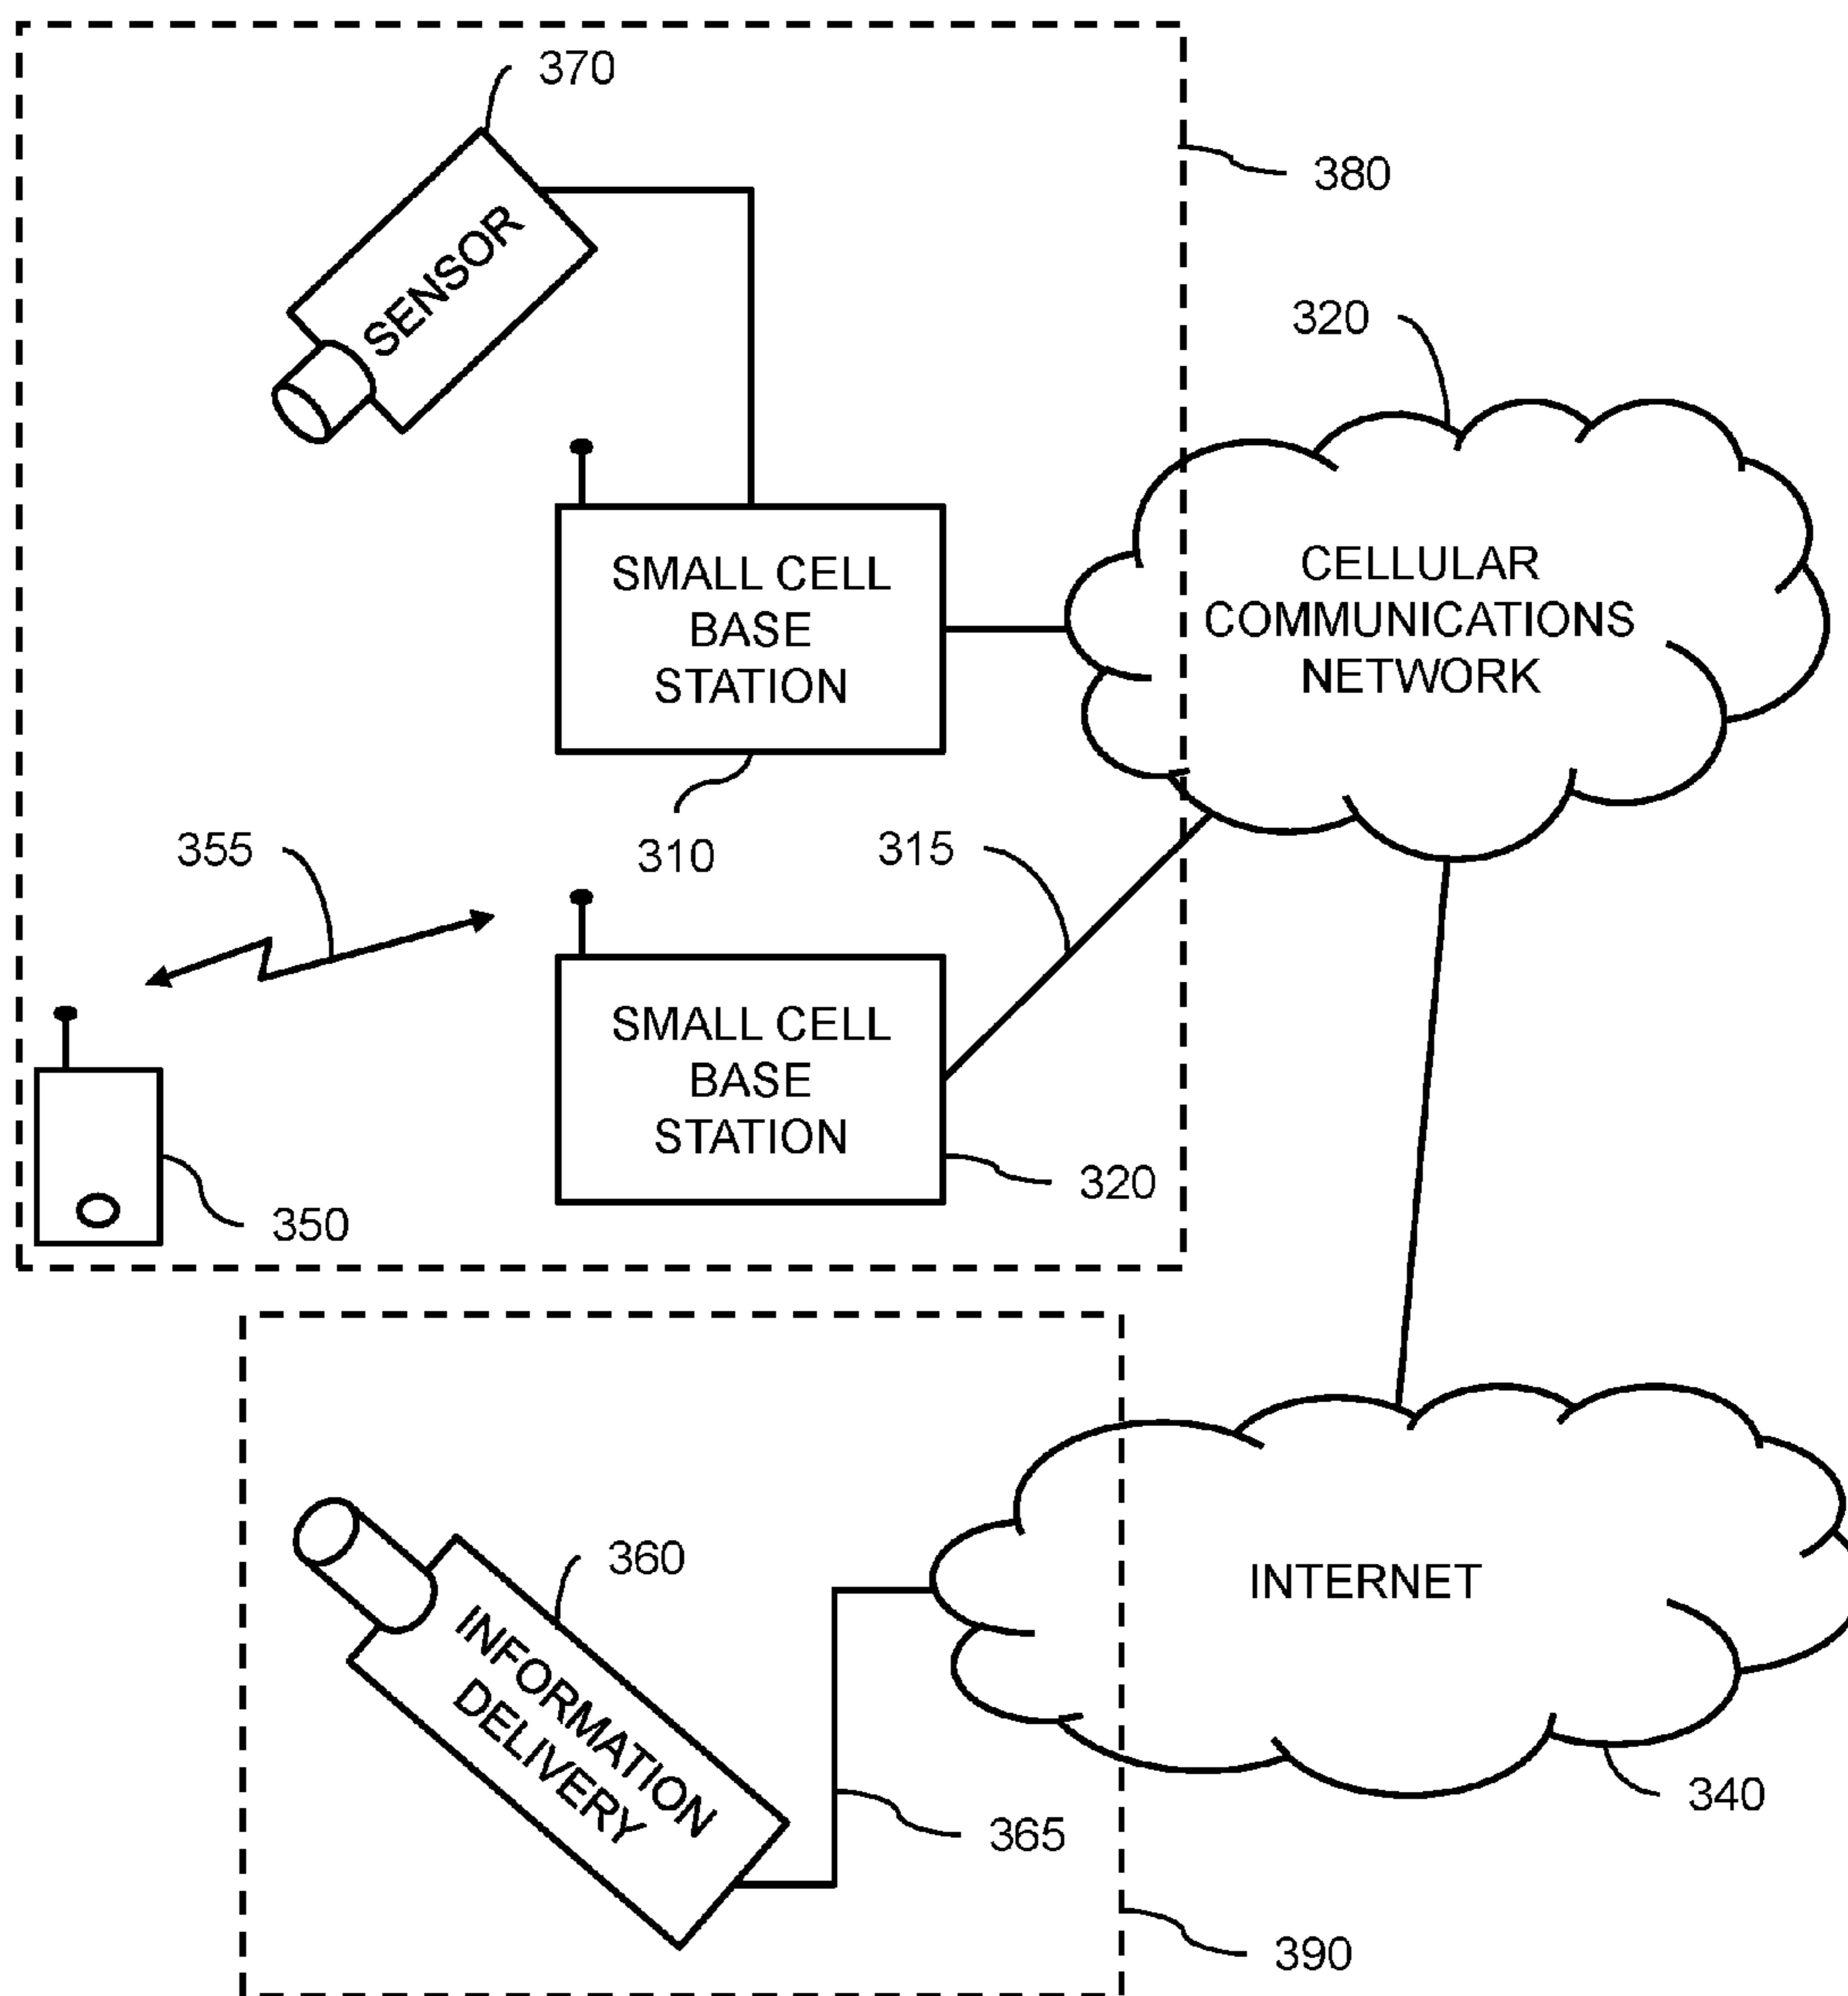 370
380
SENSOR
320
SMALL CELL
BASE
STATION
CELLULAR
COMMUNICATIONS
NETWORK
310
355
315
SMALL CELL
BASE
STATION
320
350
360
INFORMATION
DELIVERY
INTERNET
340
365
390